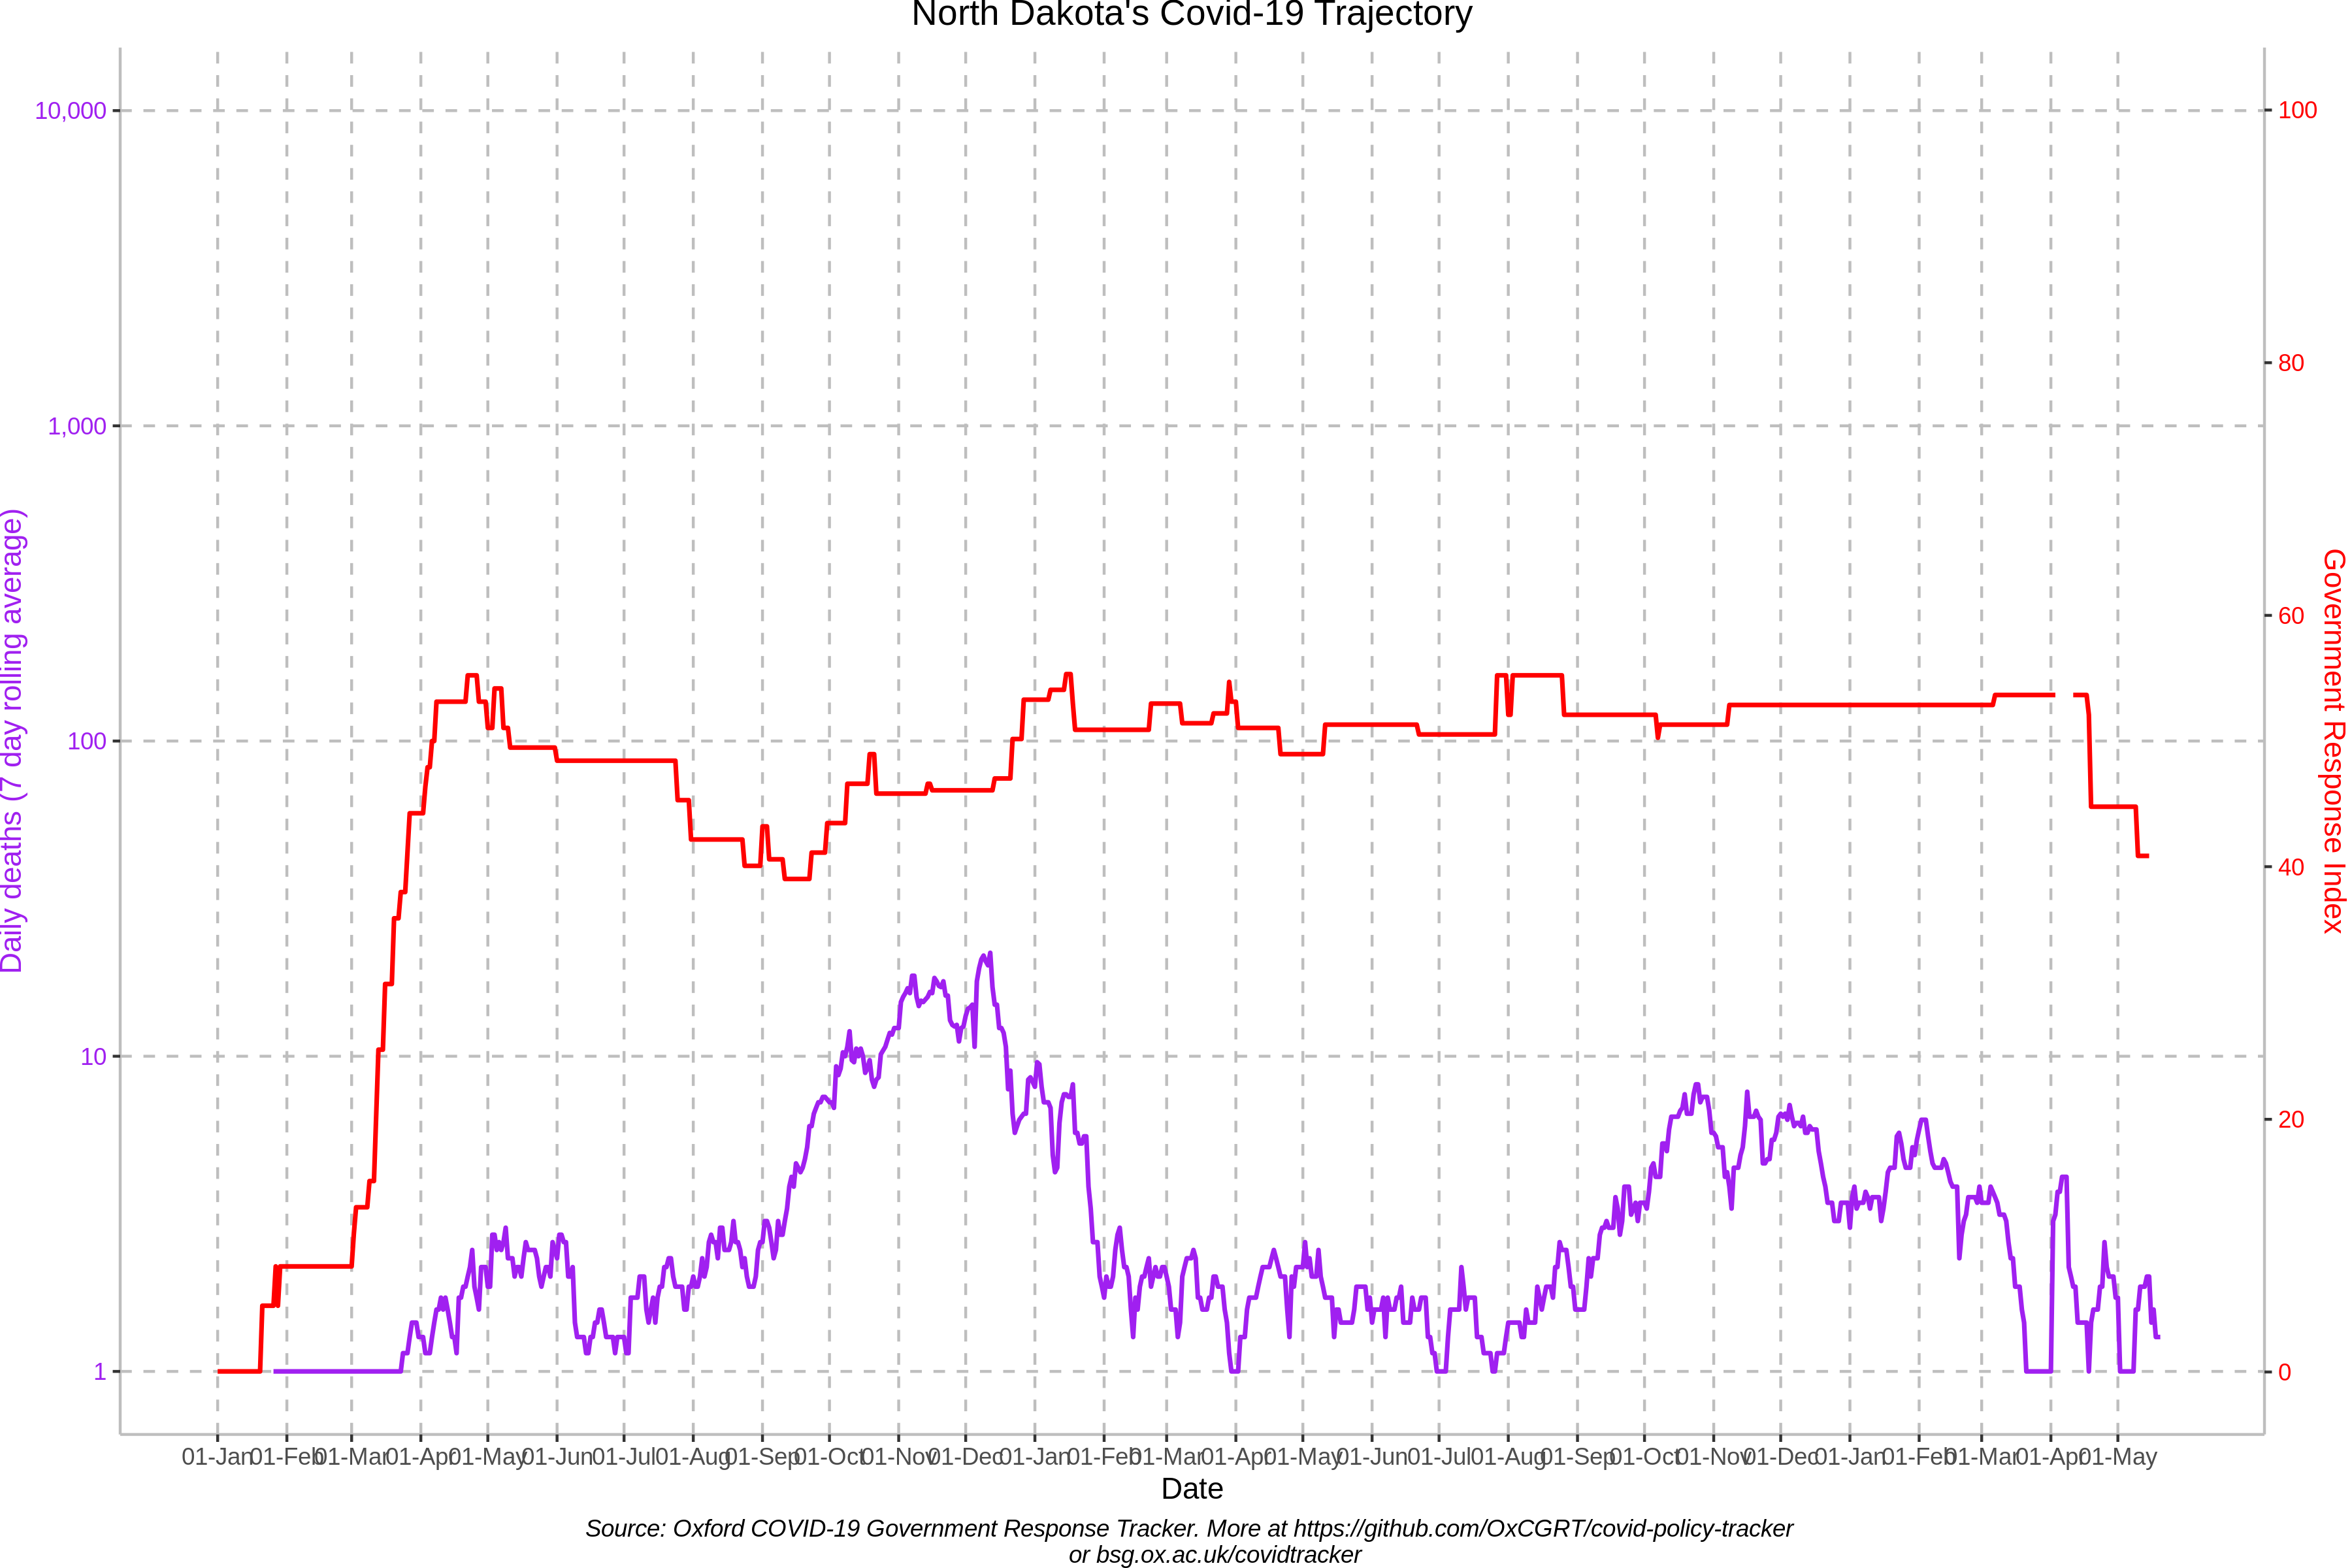 North Dakota's Covid-19 Trajectory
Daily deaths (7 day rolling average)
10,000
1,000
100
10
1
Government Response Index
100
80
60
40
20
0
01-Jan 01-Feb 01-Mar 01-Apr 01-May 01-Jun 01-Jul 01-Aug 01-Sep 01-Oct 01-Nov 01-Dec 01-Jan 01-Feb 01-Mar 01-Apr 01-May 01-Jun 01-Jul 01-Aug 01-Sep 01-Oct 01-Nov 01-Dec 01-Jan 01-Feb 01-Mar 01-Apr 01-May
Date
Source: Oxford COVID-19 Government Response Tracker. More at https://github.com/OxCGRT/covid-policy-tracker
or bsg.ox.ac.uk/covidtracker